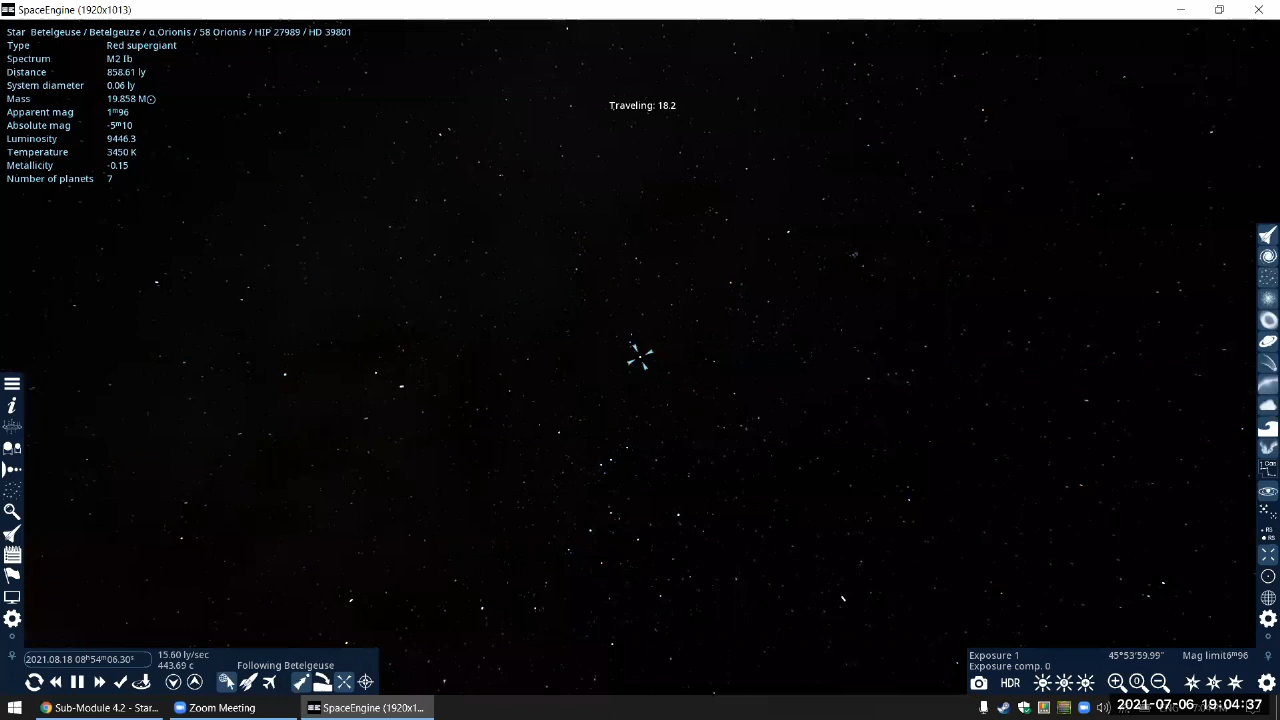 SpaceEngine (1920x1013)
Star Betelgeuse / Betelgeuze / α Orionis / 58 Orionis / HIP 27989 / HD 39801
Type Red supergiant
Spectrum M2 Ib
Distance 858.61 ly
System diameter 0.06 ly
Mass 19.858 M☉
Apparent mag 1ᵐ96
Absolute mag -5ᵐ10
Luminosity 9446.3
Temperature 3450 K
Metallicity -0.15
Number of planets 7
Traveling: 18.2
RS
RS
2021.08.18 08ʰ54ᵐ06.30ˢ
15.60 ly/sec
443.69 c
Following Betelgeuse
Exposure 1
Exposure comp. 0
45°53'59.99"
Mag limit6ᵐ96
HDR
Sub-Module 4.2 - Star...
Zoom Meeting
SpaceEngine (1920x1...
2021-07-06 19:04:37